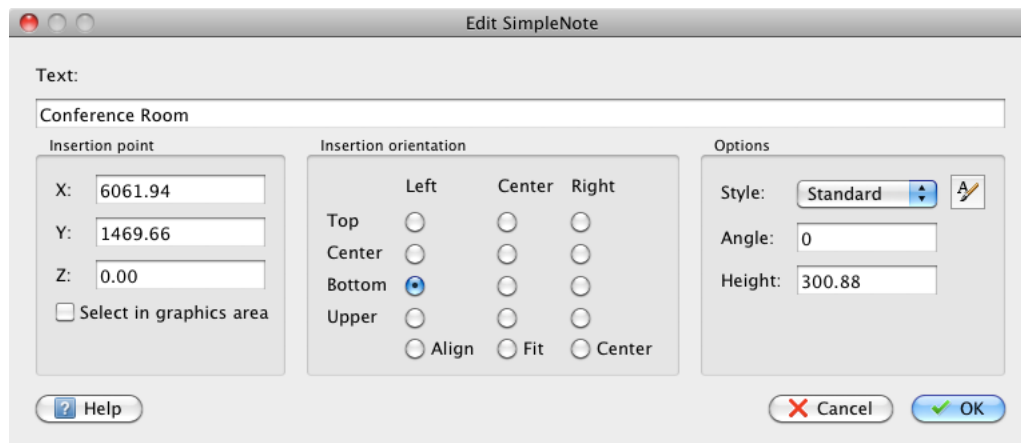 Edit SimpleNote
Text:
Conference Room
Insertion point
X: 6061.94
Y: 1469.66
Z: 0.00
Select in graphics area
Insertion orientation
Left Center Right
Top
Center
Bottom
Upper
Align Fit Center
Options
Style: Standard
Angle: 0
Height: 300.88
Help
Cancel
OK